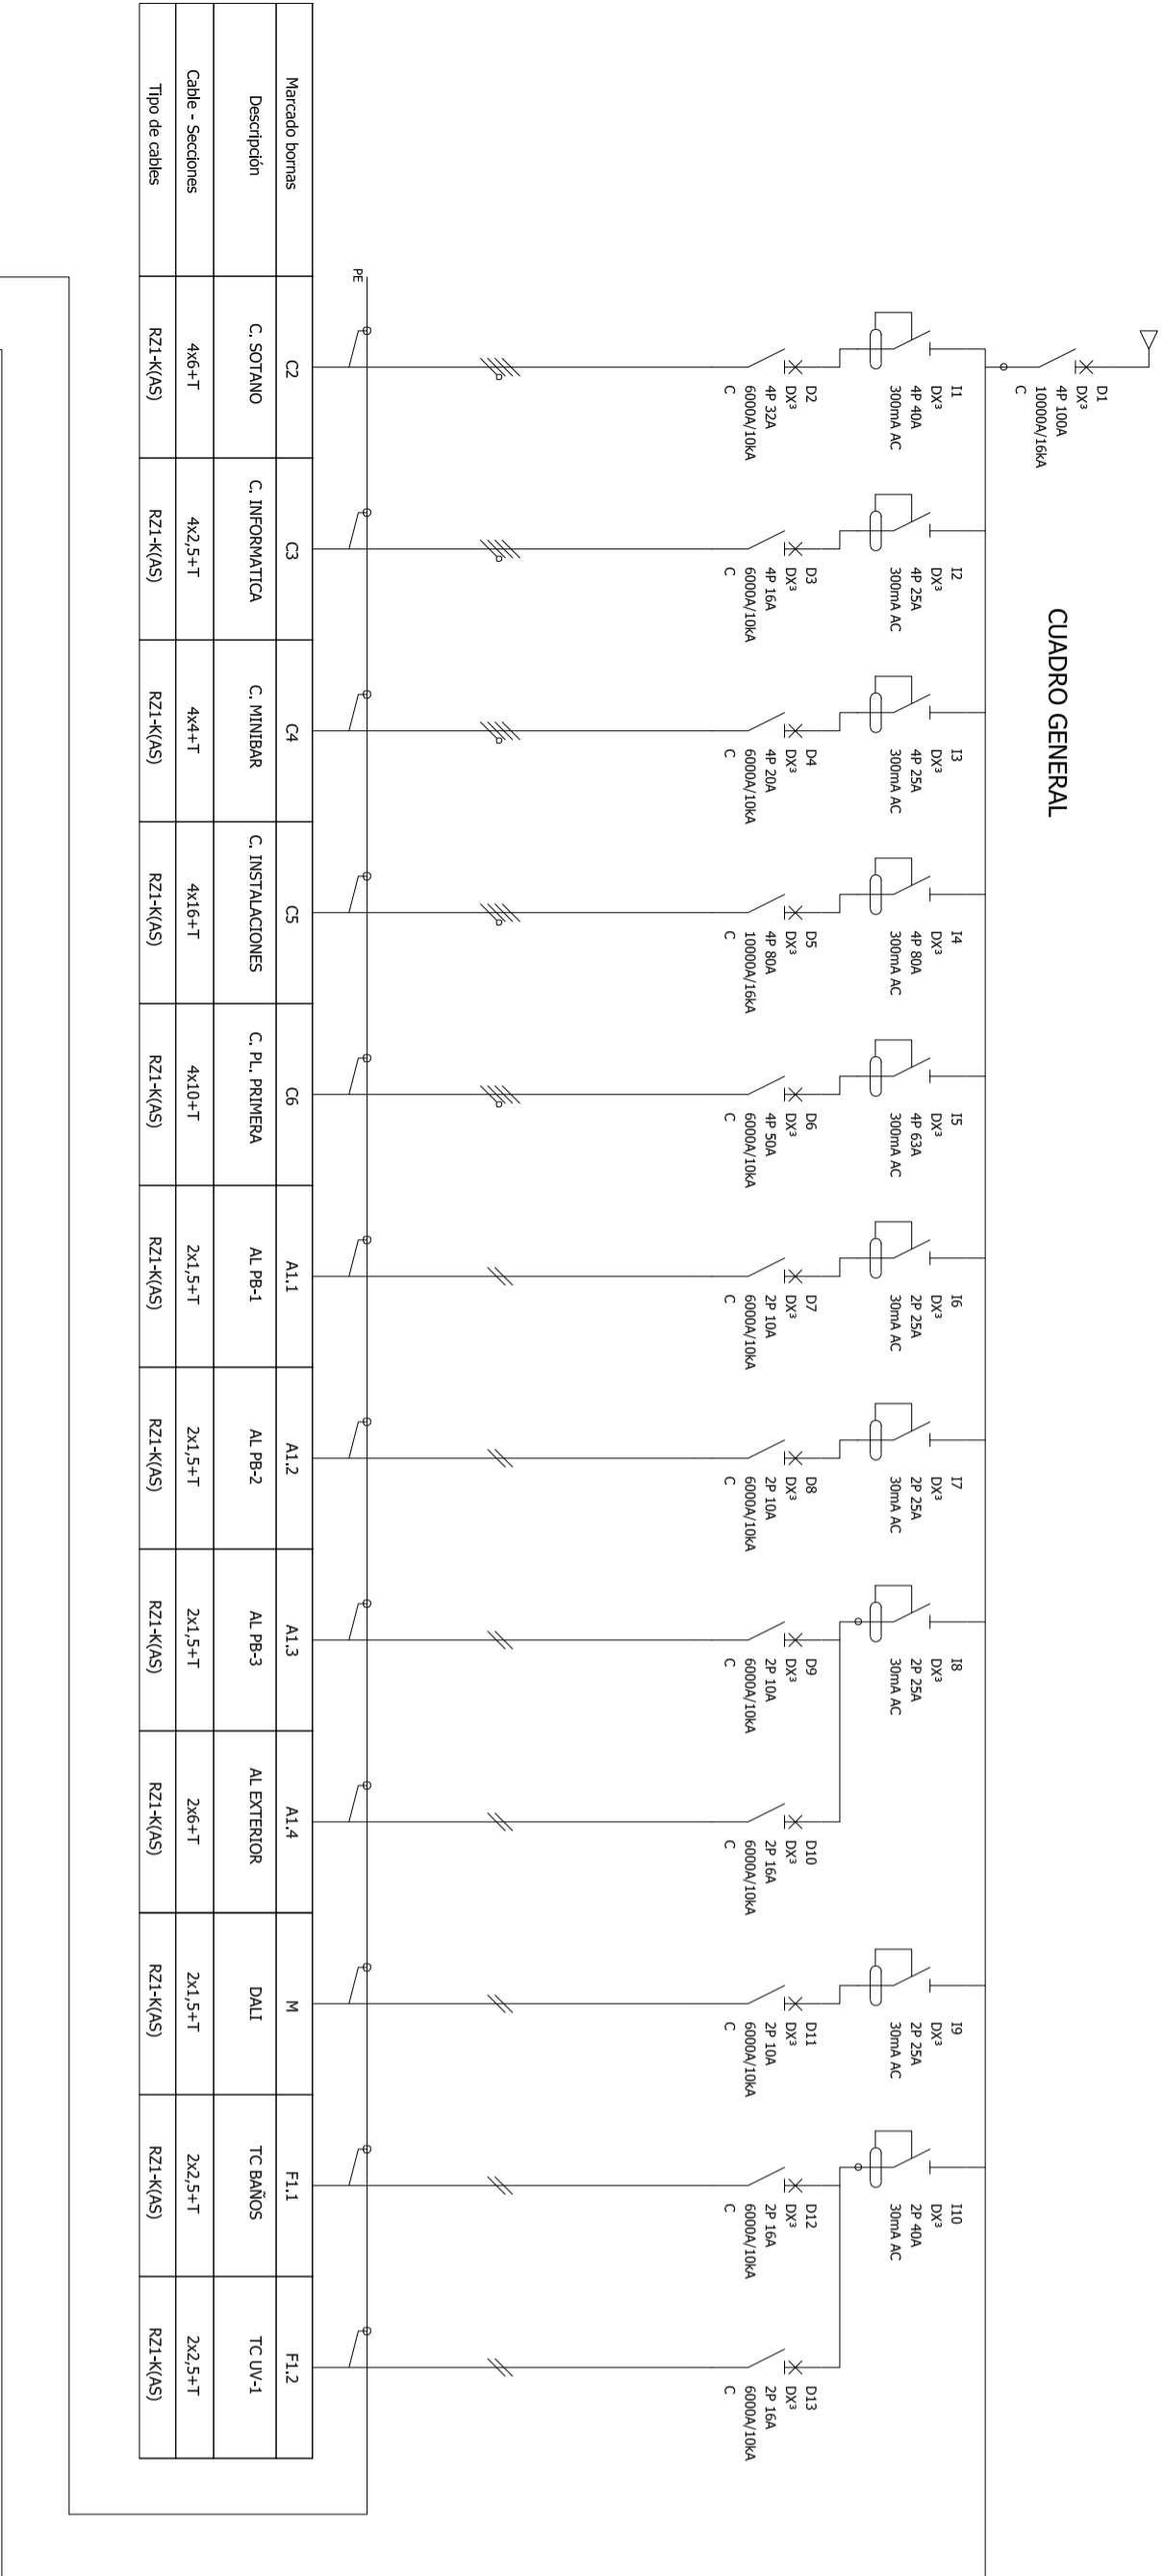 CUADRO GENERAL
D1
DX³
4P 100A
10000A/16kA
C
I1
DX³
4P 40A
300mA AC
I2
DX³
4P 25A
300mA AC
I3
DX³
4P 25A
300mA AC
I4
DX³
4P 80A
300mA AC
I5
DX³
4P 63A
300mA AC
I6
DX³
2P 25A
30mA AC
I7
DX³
2P 25A
30mA AC
I8
DX³
2P 25A
30mA AC
I9
DX³
2P 25A
30mA AC
I10
DX³
2P 40A
30mA AC
D2
DX³
4P 32A
6000A/10kA
C
D3
DX³
4P 16A
6000A/10kA
C
D4
DX³
4P 20A
6000A/10kA
C
D5
DX³
4P 80A
10000A/16kA
C
D6
DX³
4P 50A
6000A/10kA
C
D7
DX³
2P 10A
6000A/10kA
C
D8
DX³
2P 10A
6000A/10kA
C
D9
DX³
2P 10A
6000A/10kA
C
D10
DX³
2P 16A
6000A/10kA
C
D11
DX³
2P 10A
6000A/10kA
C
D12
DX³
2P 16A
6000A/10kA
C
D13
DX³
2P 16A
6000A/10kA
C
PE
Marcado bornas C2 C3 C4 C5 C6 A1.1 A1.2 A1.3 A1.4 M F1.1 F1.2
Descripción C. SOTANO C. INFORMATICA C. MINIBAR C. INSTALACIONES C. PL. PRIMERA AL PB-1 AL PB-2 AL PB-3 AL EXTERIOR DALI TC BAÑOS TC UV-1
Cable - Secciones 4x6+T 4x2,5+T 4x4+T 4x16+T 4x10+T 2x1,5+T 2x1,5+T 2x1,5+T 2x6+T 2x1,5+T 2x2,5+T 2x2,5+T
Tipo de cables RZ1-K(AS) RZ1-K(AS) RZ1-K(AS) RZ1-K(AS) RZ1-K(AS) RZ1-K(AS) RZ1-K(AS) RZ1-K(AS) RZ1-K(AS) RZ1-K(AS) RZ1-K(AS) RZ1-K(AS)